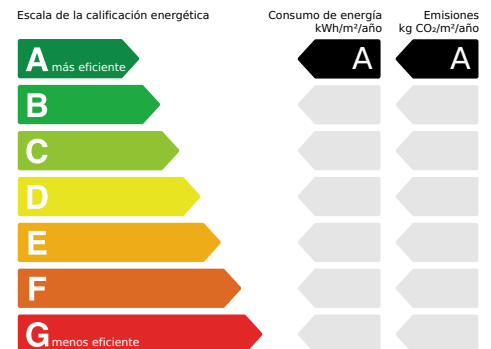 Escala de la calificación energética
Consumo de energía
kWh/m²/año
Emisiones
kg CO₂/m²/año
A más eficiente
A
A
B
C
D
E
F
G menos eficiente